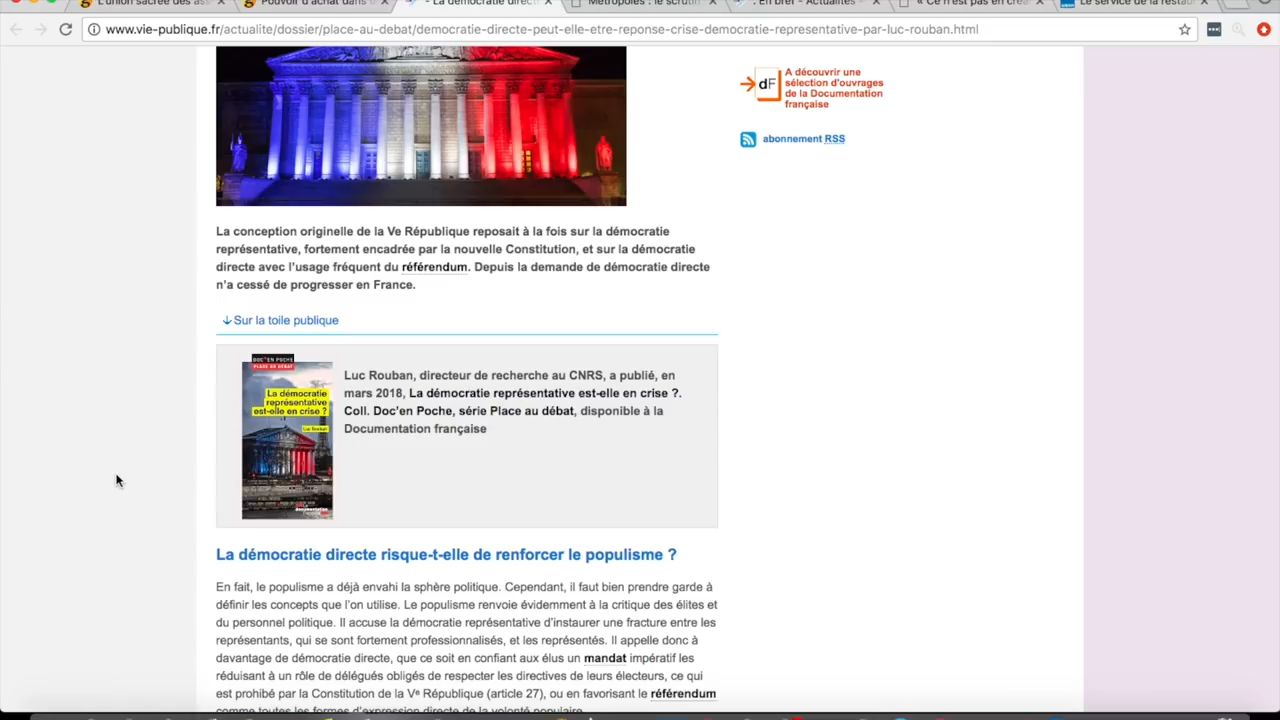 L'union sacrée des ass
Pouvoir d'achat dans
- La démocratie direct
Métropoles : le scrutin
: En bref - Actualités -
« Ce n'est pas en créan
Le service de la restau
www.vie-publique.fr/actualite/dossier/place-au-debat/democratie-directe-peut-elle-etre-reponse-crise-democratie-representative-par-luc-rouban.html
dF
A découvrir une
sélection d'ouvrages
de la Documentation
française
abonnement RSS
La conception originelle de la Ve République reposait à la fois sur la démocratie
représentative, fortement encadrée par la nouvelle Constitution, et sur la démocratie
directe avec l'usage fréquent du référendum. Depuis la demande de démocratie directe
n'a cessé de progresser en France.
Sur la toile publique
DOC' EN POCHE
PLACE AU DÉBAT
La démocratie
représentative
est-elle en crise ?
Luc Rouban
Luc Rouban, directeur de recherche au CNRS, a publié, en
mars 2018, La démocratie représentative est-elle en crise ?.
Coll. Doc'en Poche, série Place au débat, disponible à la
Documentation française
La démocratie directe risque-t-elle de renforcer le populisme ?
En fait, le populisme a déjà envahi la sphère politique. Cependant, il faut bien prendre garde à
définir les concepts que l'on utilise. Le populisme renvoie évidemment à la critique des élites et
du personnel politique. Il accuse la démocratie représentative d'instaurer une fracture entre les
représentants, qui se sont fortement professionnalisés, et les représentés. Il appelle donc à
davantage de démocratie directe, que ce soit en confiant aux élus un mandat impératif les
réduisant à un rôle de délégués obligés de respecter les directives de leurs électeurs, ce qui
est prohibé par la Constitution de la Ve République (article 27), ou en favorisant le référendum
comme toutes les formes d'expression directe de la volonté populaire.